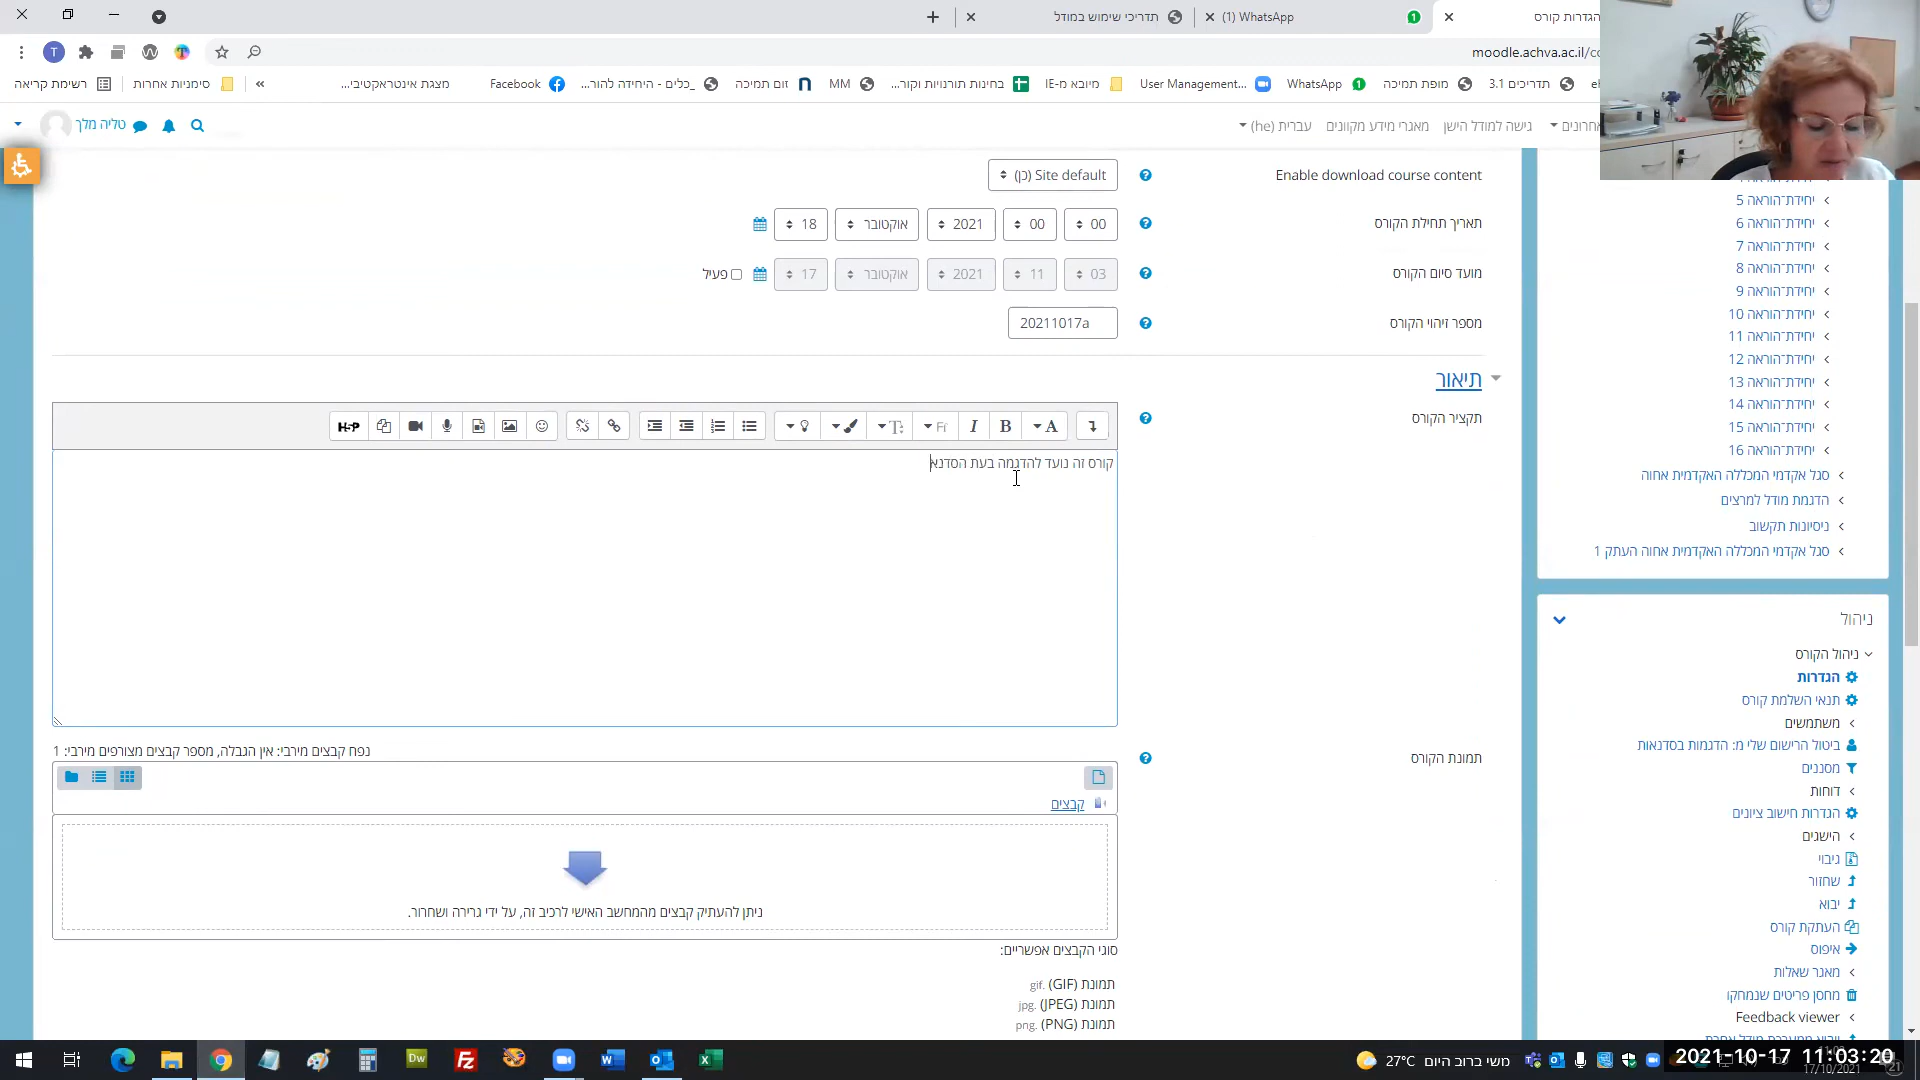 הגדרות קורס
WhatsApp (1)
תדריכי שימוש במודל
moodle.achva.ac.il/co
T
תדריכים 3.1
מופת תמיכה
WhatsApp
User Management...
מיובא מ-IE
בחינות תורנויות וקור...
MM
זום תמיכה
כלים - היחידה להור..._
Facebook
מצגת אינטראקטיבי...
»
סימניות אחרות
רשימת קריאה
גישה למודל הישן
מאגרי מידע מקוונים
עברית (he)
טליה מלך
Enable download course content
Site default (כן)
תאריך תחילת הקורס
00
00
2021
אוקטובר
18
מועד סיום הקורס
03
11
2021
אוקטובר
17
פעיל
מספר זיהוי הקורס
20211017a
תיאור
תקציר הקורס
H5P
קורס זה נועד להדגמה בעת הסדנא
תמונת הקורס
נפח קבצים מירבי: אין הגבלה, מספר קבצים מצורפים מירבי: 1
קבצים
ניתן להעתיק קבצים מהמחשב האישי לרכיב זה, על ידי גרירה ושחרור.
סוגי הקבצים אפשריים:
תמונת (GIF) .gif
תמונת (JPEG) .jpg
תמונת (PNG) .png
יחידת־הוראה 5
יחידת־הוראה 6
יחידת־הוראה 7
יחידת־הוראה 8
יחידת־הוראה 9
יחידת־הוראה 10
יחידת־הוראה 11
יחידת־הוראה 12
יחידת־הוראה 13
יחידת־הוראה 14
יחידת־הוראה 15
יחידת־הוראה 16
סגל אקדמי המכללה האקדמית אחוה
הדגמת מודל למרצים
ניסיונות תקשוב
סגל אקדמי המכללה האקדמית אחוה העתק 1
ניהול
ניהול הקורס
הגדרות
תנאי השלמת קורס
משתמשים
ביטול הרישום שלי מ: הדגמות בסדנאות
מסננים
דוחות
הגדרות חישוב ציונים
הישגים
גיבוי
שחזור
יבוא
העתקת קורס
איפוס
מאגר שאלות
מחסן פריטים שנמחקו
Feedback viewer
27°C
משי ברוב היום
2021-10-17 11:03:20
17/10/2021